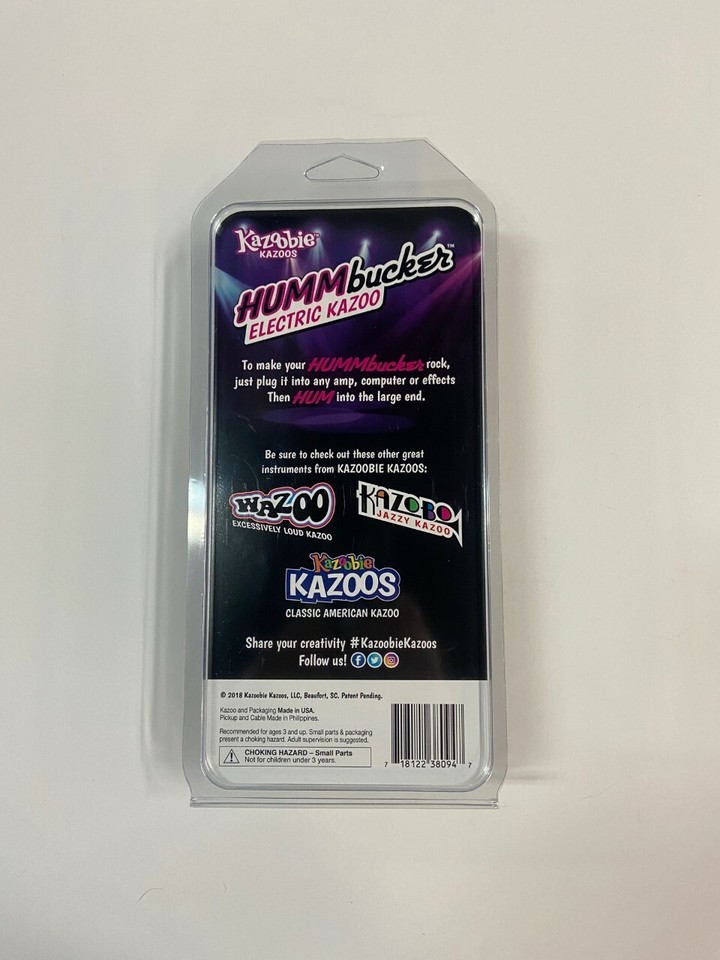 Kazoobie™
KAZOOS
HUMMbucker™
ELECTRIC KAZOO
To make your HUMMbucker rock,
just plug it into any amp, computer or effects
Then HUM into the large end.
Be sure to check out these other great
instruments from KAZOOBIE KAZOOS:
WAZOO
EXCESSIVELY LOUD KAZOO
KAZOBO
JAZZY KAZOO
Kazoobie
KAZOOS
CLASSIC AMERICAN KAZOO
Share your creativity #KazoobieKazoos
Follow us!
© 2018 Kazoobie Kazoos, LLC, Beaufort, SC. Patent Pending.
Kazoo and Packaging Made in USA.
Pickup and Cable Made in Philippines.
Recommended for ages 3 and up. Small parts & packaging
present a choking hazard. Adult supervision is suggested.
CHOKING HAZARD – Small Parts
Not for children under 3 years.
7 18122 38094 7